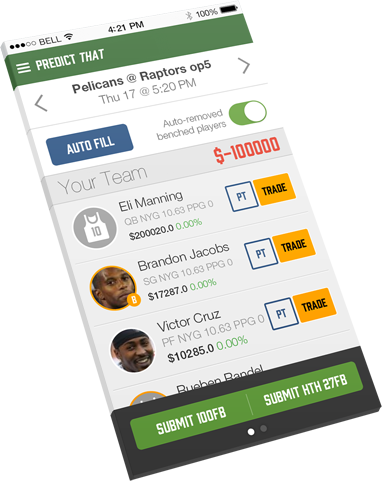 BELL 4:21 PM 100%
PREDICT THAT
Pelicans @ Raptors op5
Thu 17 @ 5:20 PM
AUTO FILL
Auto-removed
benched players
Your Team
$-100000
10
Eli Manning
QB NYG 10.63 PPG 0
$200020.0 0.00%
PT
TRADE
Brandon Jacobs
SG NYG 10.63 PPG 0
$17287.0 0.00%
B
PT
TRADE
Victor Cruz
PF NYG 10.63 PPG 0
$10285.0 0.00%
PT
TRADE
Rueben Randel
SUBMIT 100FB
SUBMIT HTH 27FB